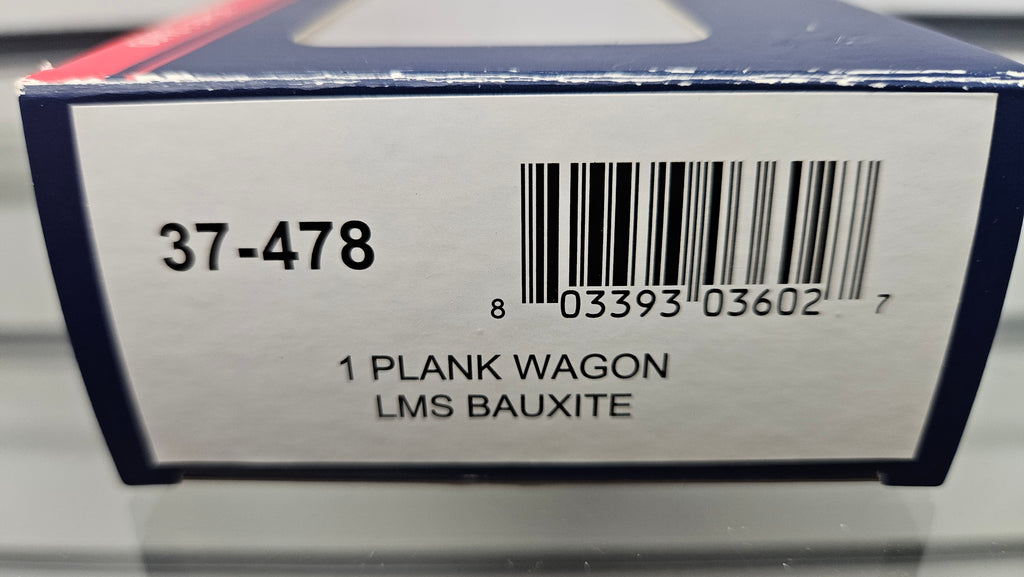 37-478
8 03393 03602 7
1 PLANK WAGON
LMS BAUXITE